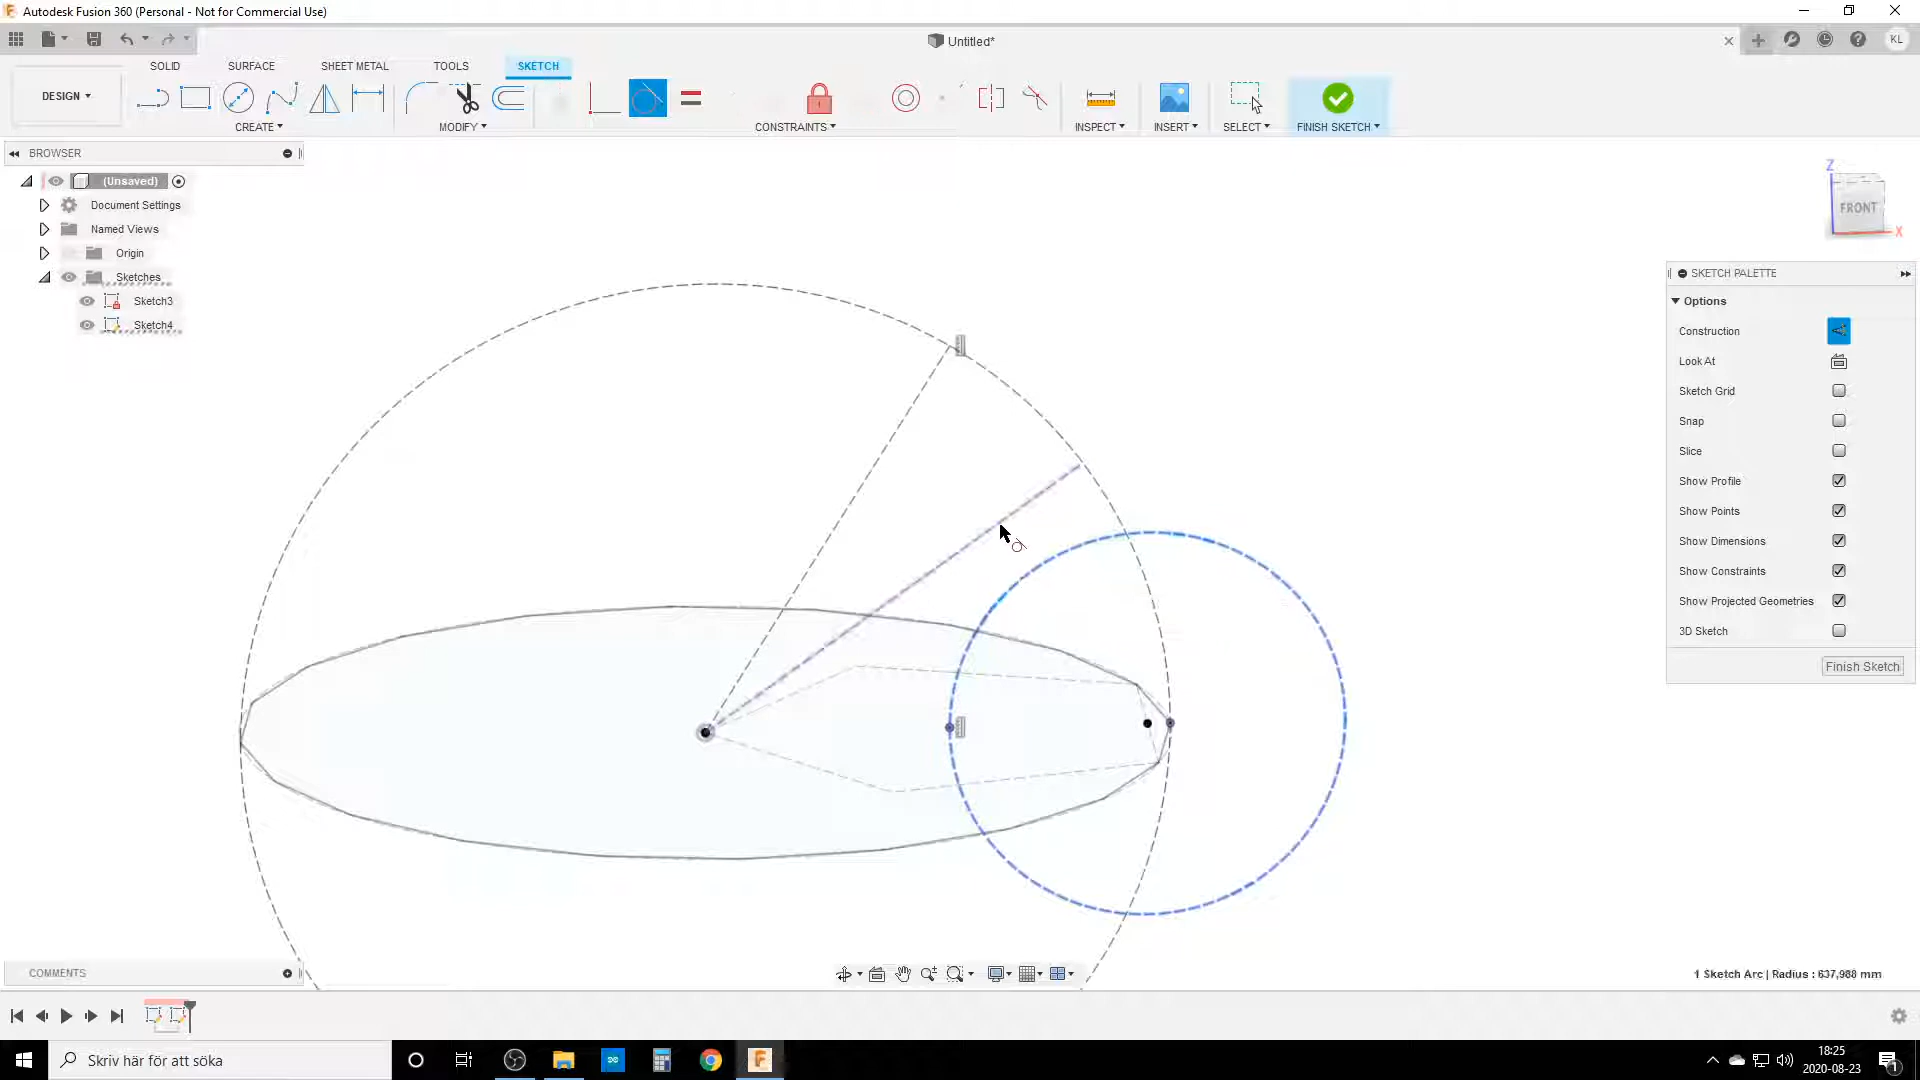 Autodesk Fusion 360 (Personal - Not for Commercial Use)
Untitled*
KL
SOLID SURFACE SHEET METAL TOOLS SKETCH
DESIGN
CREATE MODIFY CONSTRAINTS INSPECT INSERT SELECT FINISH SKETCH
BROWSER
(Unsaved)
Document Settings
Named Views
Origin
Sketches
Sketch3
Sketch4
Z
FRONT
X
SKETCH PALETTE
Options
Construction
Look At
Sketch Grid
Snap
Slice
Show Profile
Show Points
Show Dimensions
Show Constraints
Show Projected Geometries
3D Sketch
Finish Sketch
COMMENTS
1 Sketch Arc | Radius : 637,988 mm
Skriv här för att söka
18:25
2020-08-23
1